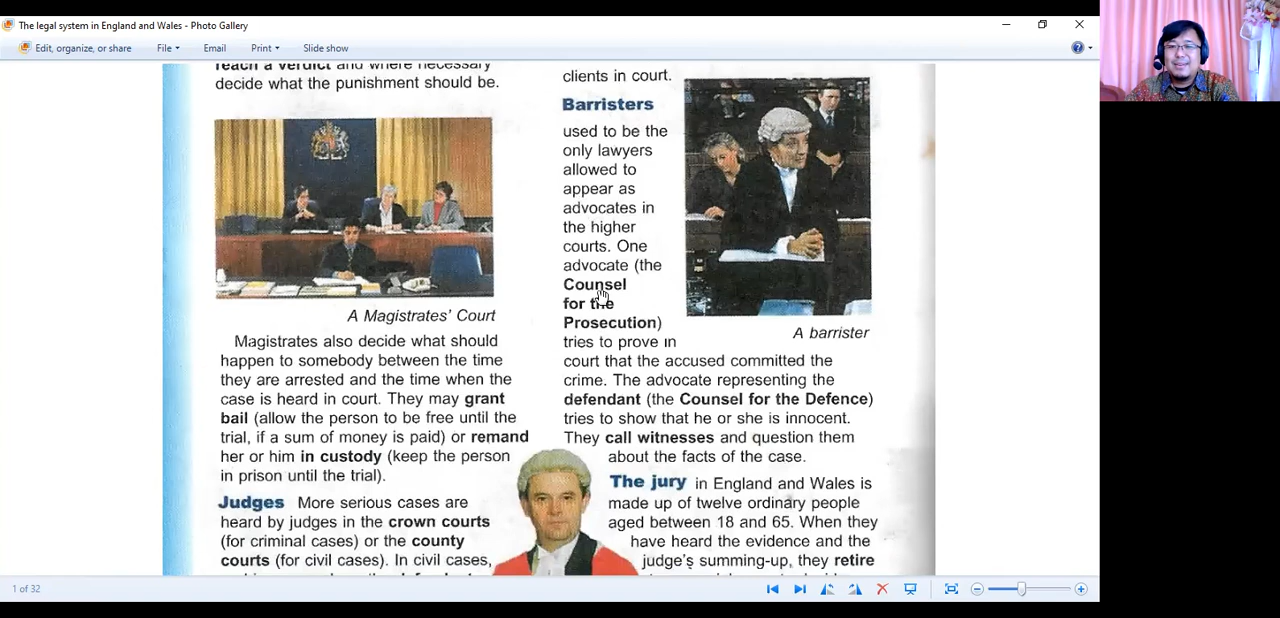 The legal system in England and Wales - Photo Gallery
Edit, organize, or share
File
Email
Print
Slide show
reach a verdict and where necessary
decide what the punishment should be.
A Magistrates' Court
Magistrates also decide what should
happen to somebody between the time
they are arrested and the time when the
case is heard in court. They may grant
bail (allow the person to be free until the
trial, if a sum of money is paid) or remand
her or him in custody (keep the person
in prison until the trial).
Judges More serious cases are
heard by judges in the crown courts
(for criminal cases) or the county
courts (for civil cases). In civil cases,
clients in court.
Barristers
used to be the
only lawyers
allowed to
appear as
advocates in
the higher
courts. One
advocate (the
Counsel
for the
Prosecution)
tries to prove in
A barrister
court that the accused committed the
crime. The advocate representing the
defendant (the Counsel for the Defence)
tries to show that he or she is innocent.
They call witnesses and question them
about the facts of the case.
The jury in England and Wales is
made up of twelve ordinary people
aged between 18 and 65. When they
have heard the evidence and the
judge's summing-up, they retire
1 of 32